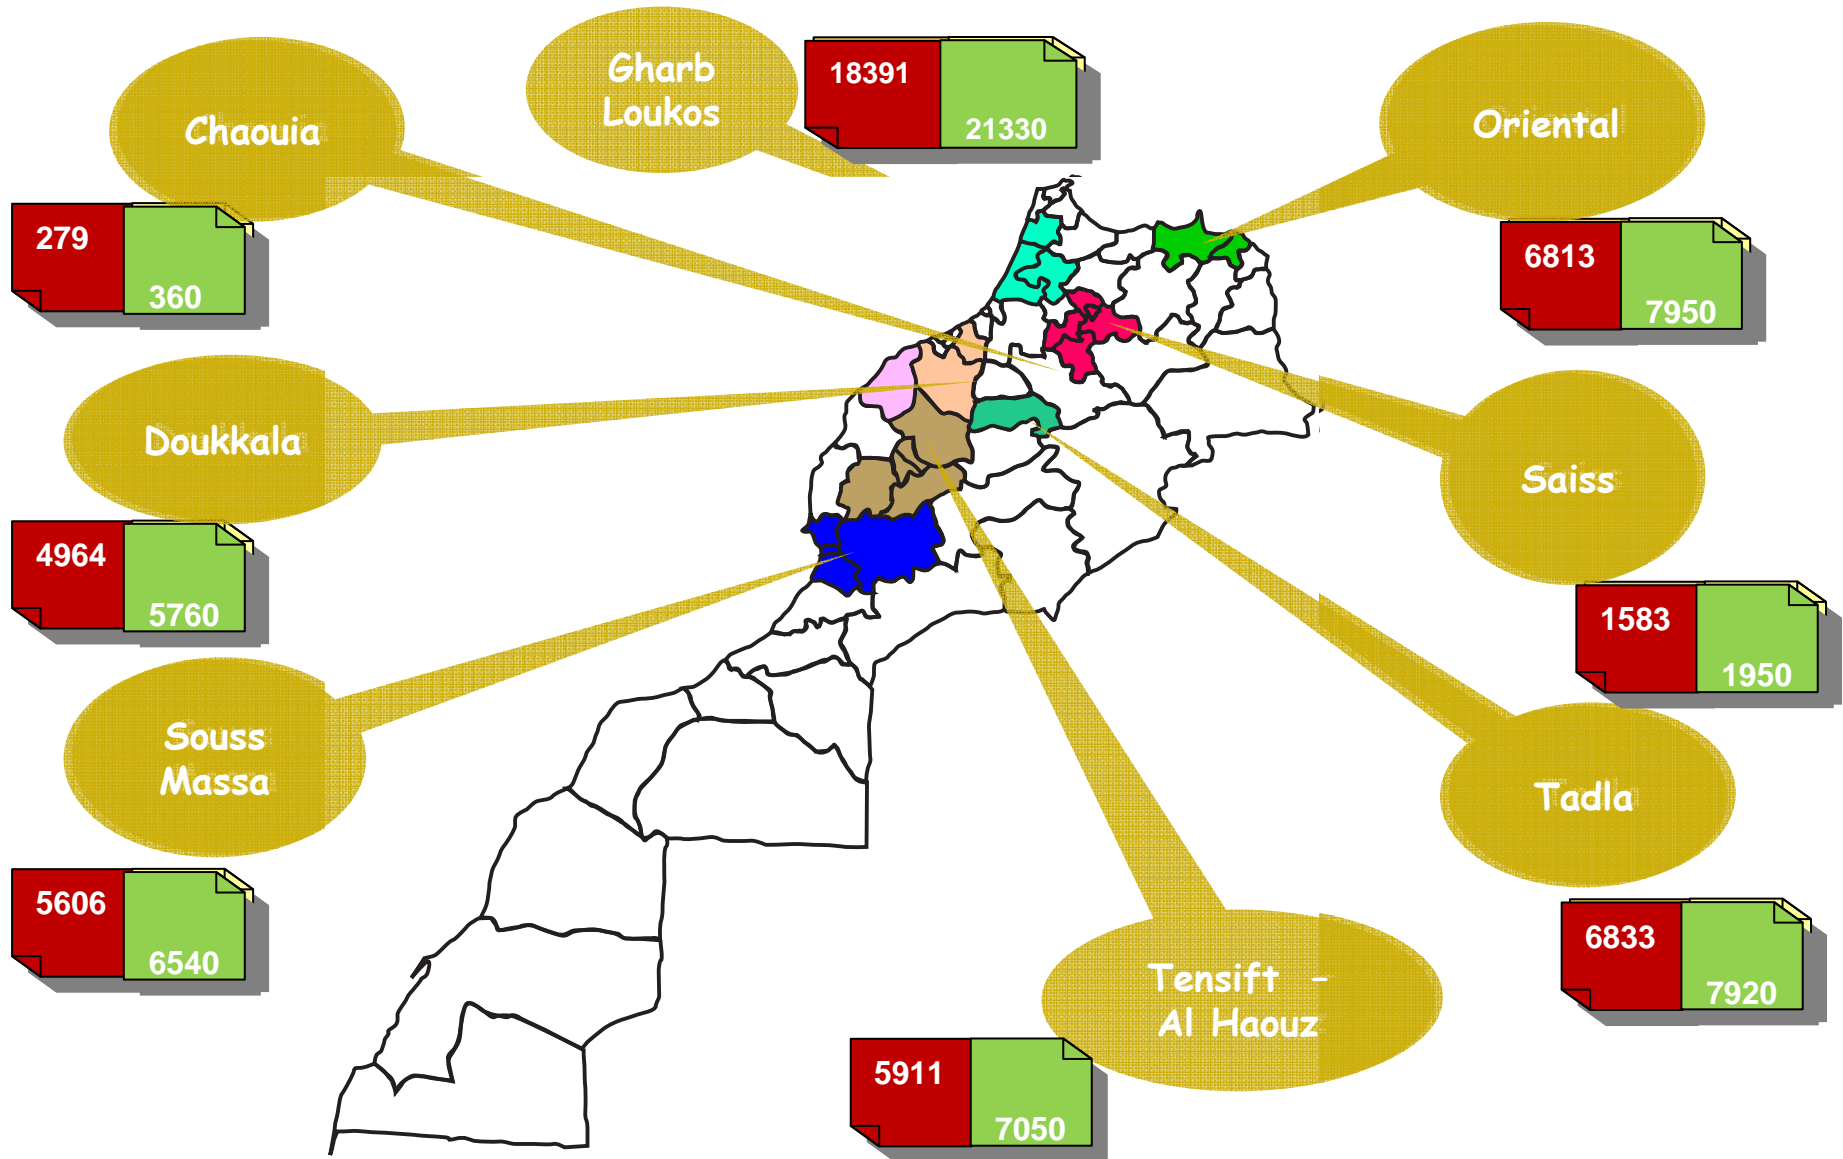 Gharb
Loukos
18391
21330
Chaouia
279
360
Oriental
6813
7950
Doukkala
4964
5760
Saiss
1583
1950
Souss
Massa
5606
6540
Tadla
6833
7920
Tensift -
Al Haouz
5911
7050